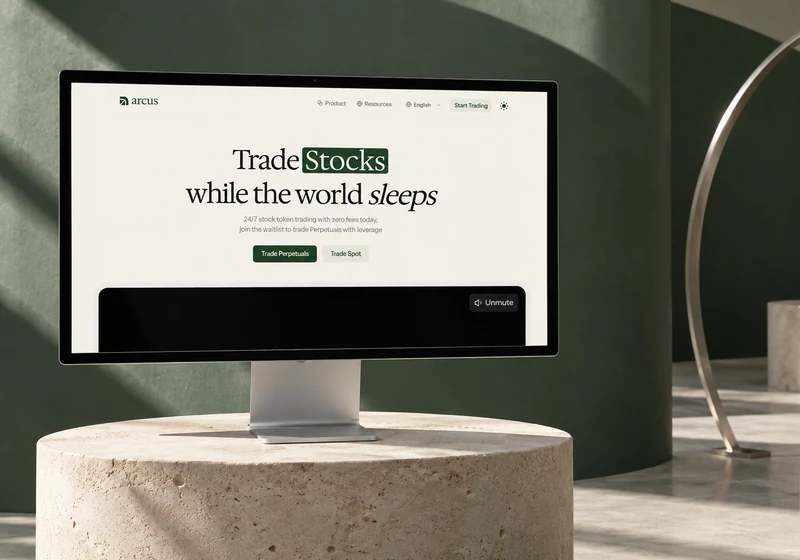 arcus
Product
Resources
English
Start Trading
Trade Stocks
while the world sleeps
24/7 stock token trading with zero fees today,
join the waitlist to trade Perpetuals with leverage
Trade Perpetuals
Trade Spot
Unmute